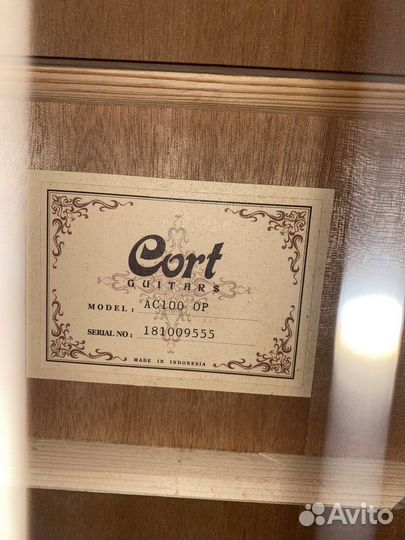 Cort
GUITARS
MODEL: AC100 OP
SERIAL NO: 181009555
MADE IN INDONESIA
Avito